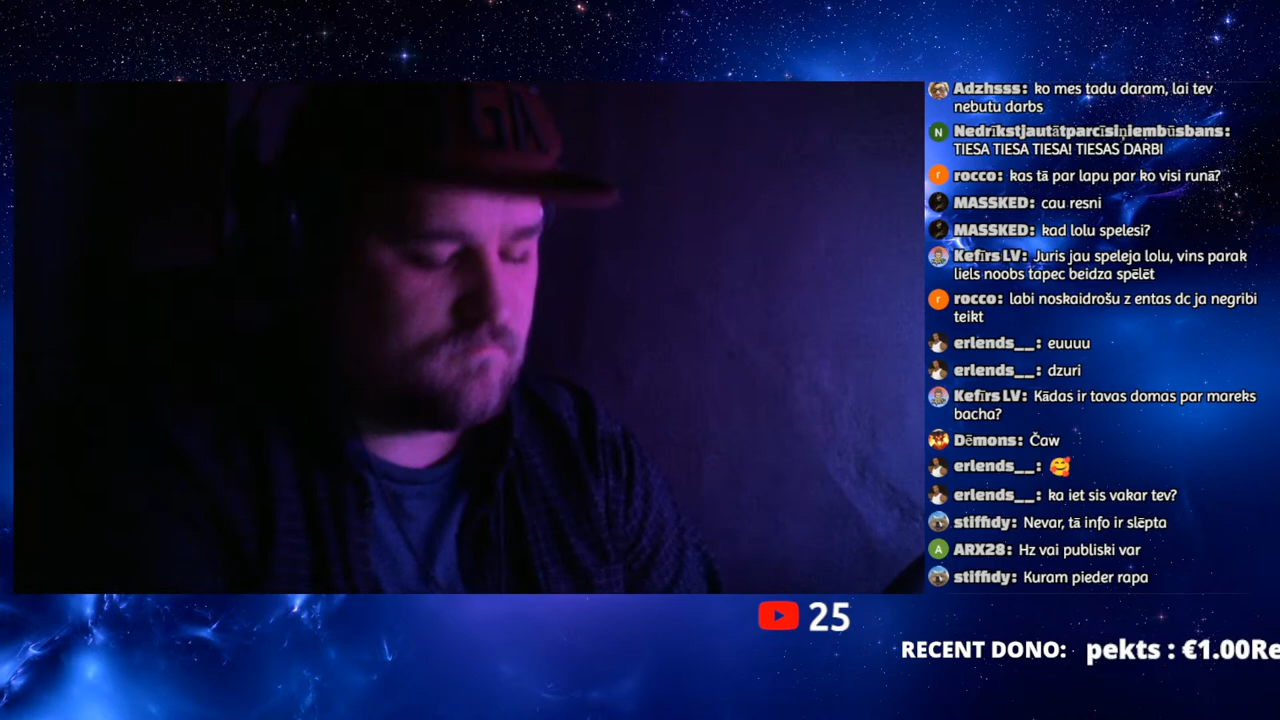 Adzhsss: ko mes tadu daram, lai tev
nebutu darbs
Nedrīkstjautātparcīsiņiembūsbans:
TIESA TIESA TIESA! TIESAS DARBI
rocco: kas tā par lapu par ko visi runā?
MASSKED: cau resni
MASSKED: kad lolu spelesi?
Kefīrs LV: Juris jau speleja lolu, vins parak
liels noobs tapec beidza spēlēt
rocco: labi noskaidrošu z entas dc ja negribi
teikt
erlends__: euuuu
erlends__: dzuri
Kefīrs LV: Kādas ir tavas domas par mareks
bacha?
Dēmons: Čaw
erlends__: 🥰
erlends__: ka iet sis vakar tev?
stiffidy: Nevar, tā info ir slēpta
ARX28: Hz vai publiski var
stiffidy: Kuram pieder rapa
25
RECENT DONO: pekts : €1.00Re